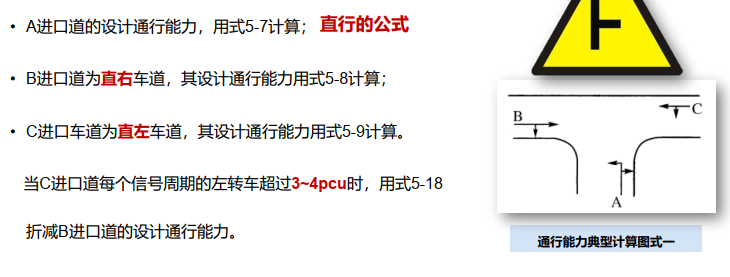 • A进口道的设计通行能力，用式5-7计算； 直行的公式
• B进口道为直右车道，其设计通行能力用式5-8计算；
• C进口车道为直左车道，其设计通行能力用式5-9计算。
当C进口道每个信号周期的左转车超过3~4pcu时，用式5-18
折减B进口道的设计通行能力。
B
C
A
通行能力典型计算图式一